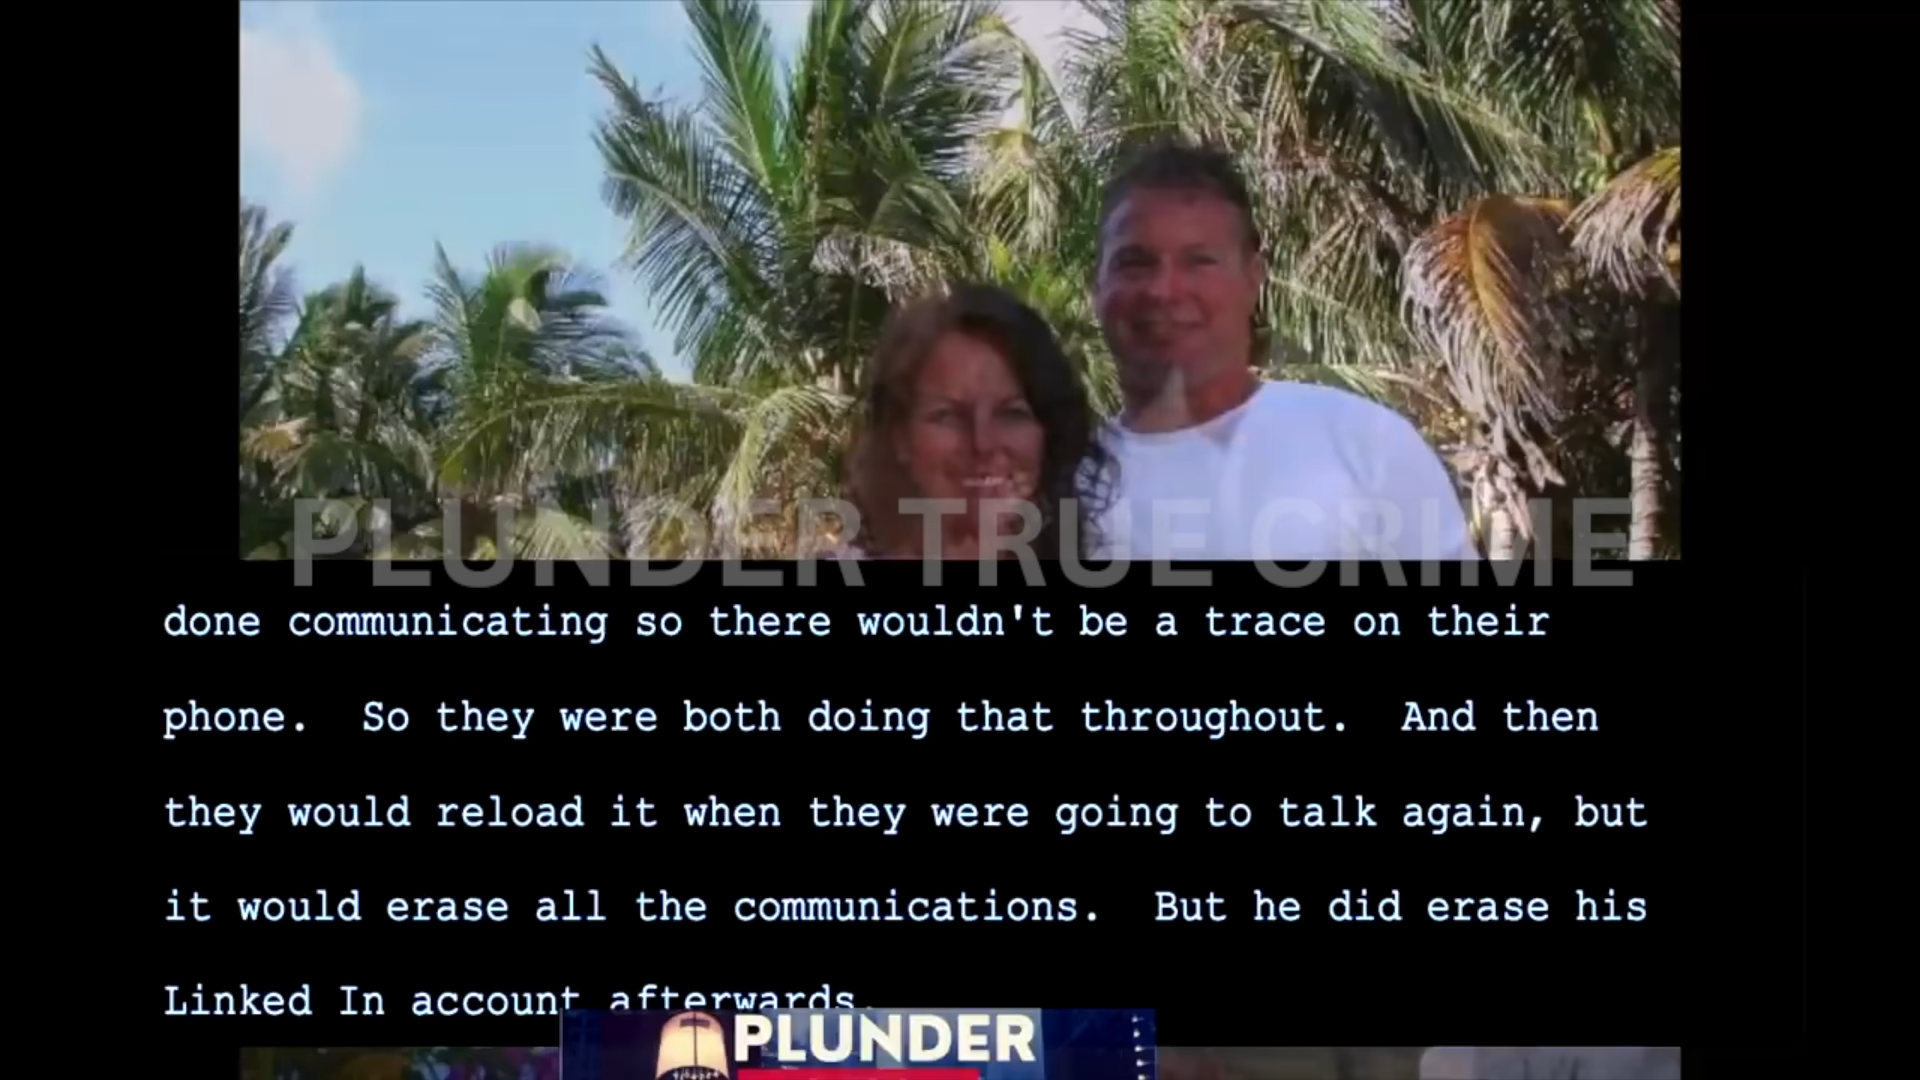 PLUNDER TRUE CRIME
done communicating so there wouldn't be a trace on their
phone.  So they were both doing that throughout.  And then
they would reload it when they were going to talk again, but
it would erase all the communications.  But he did erase his
Linked In account afterwards.
PLUNDER